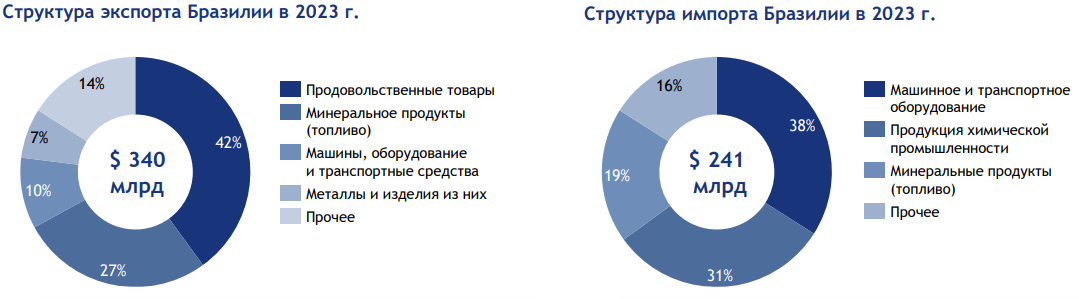 Структура экспорта Бразилии в 2023 г.
14%
7%
10%
27%
42%
$ 340
млрд
Продовольственные товары
Минеральное продукты
(топливо)
Машины, оборудование
и транспортные средства
Металлы и изделия из них
Прочее
Структура импорта Бразилии в 2023 г.
16%
19%
31%
38%
$ 241
млрд
Машинное и транспортное
оборудование
Продукция химической
промышленности
Минеральные продукты
(топливо)
Прочее